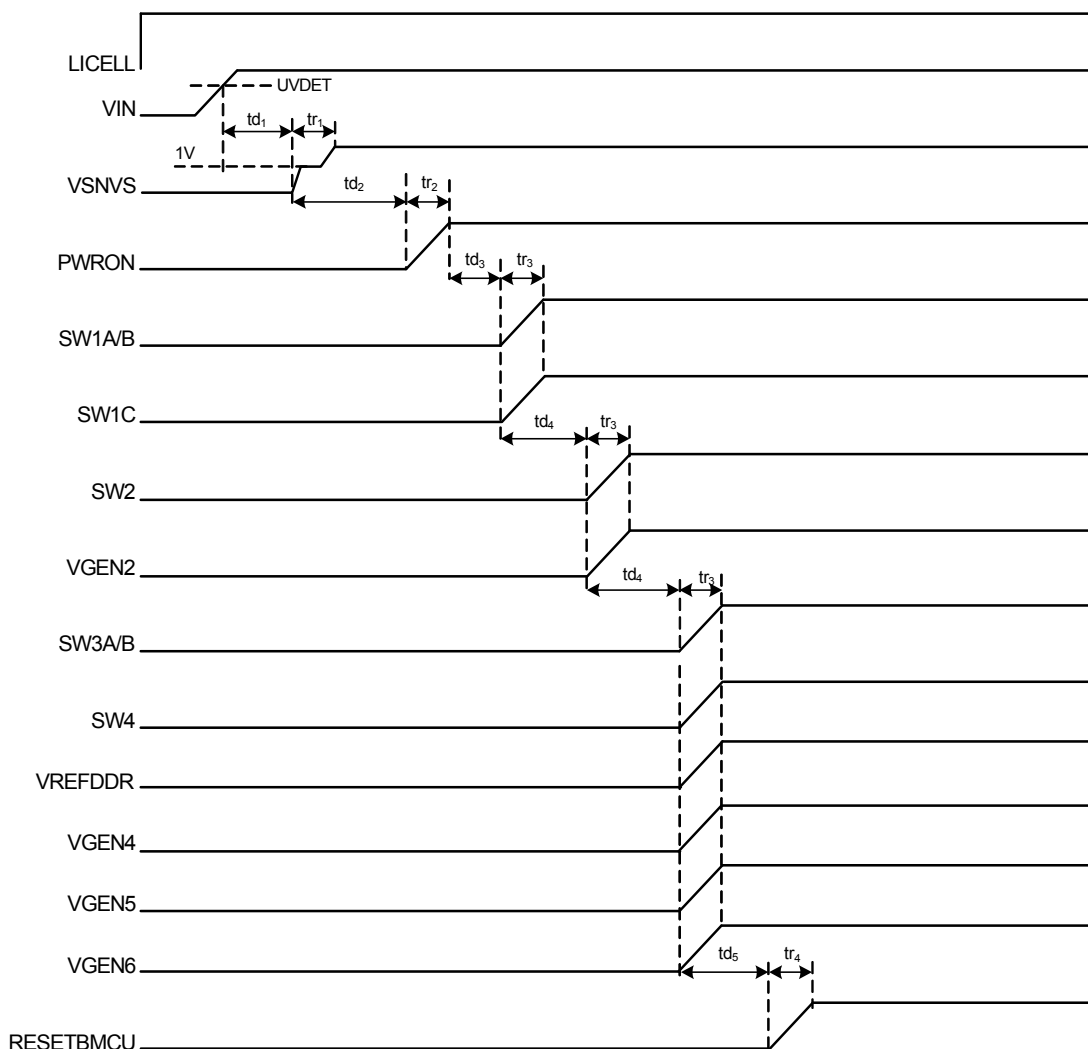 LICELL
UVDET
VIN
td1 tr1
1V
VSNVS
td2 tr2
PWRON
td3 tr3
SW1A/B
SW1C
td4 tr3
SW2
VGEN2
td4 tr3
SW3A/B
SW4
VREFDDR
VGEN4
VGEN5
VGEN6
td5 tr4
RESETBMCU